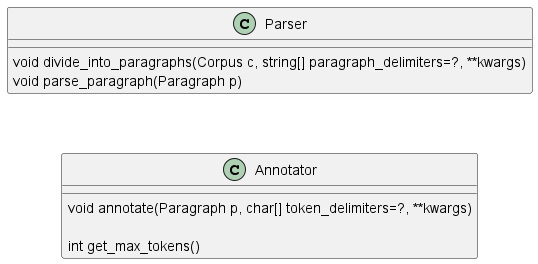 C Parser
void divide_into_paragraphs(Corpus c, string[] paragraph_delimiters=?, **kwargs)
void parse_paragraph(Paragraph p)
C Annotator
void annotate(Paragraph p, char[] token_delimiters=?, **kwargs)
int get_max_tokens()